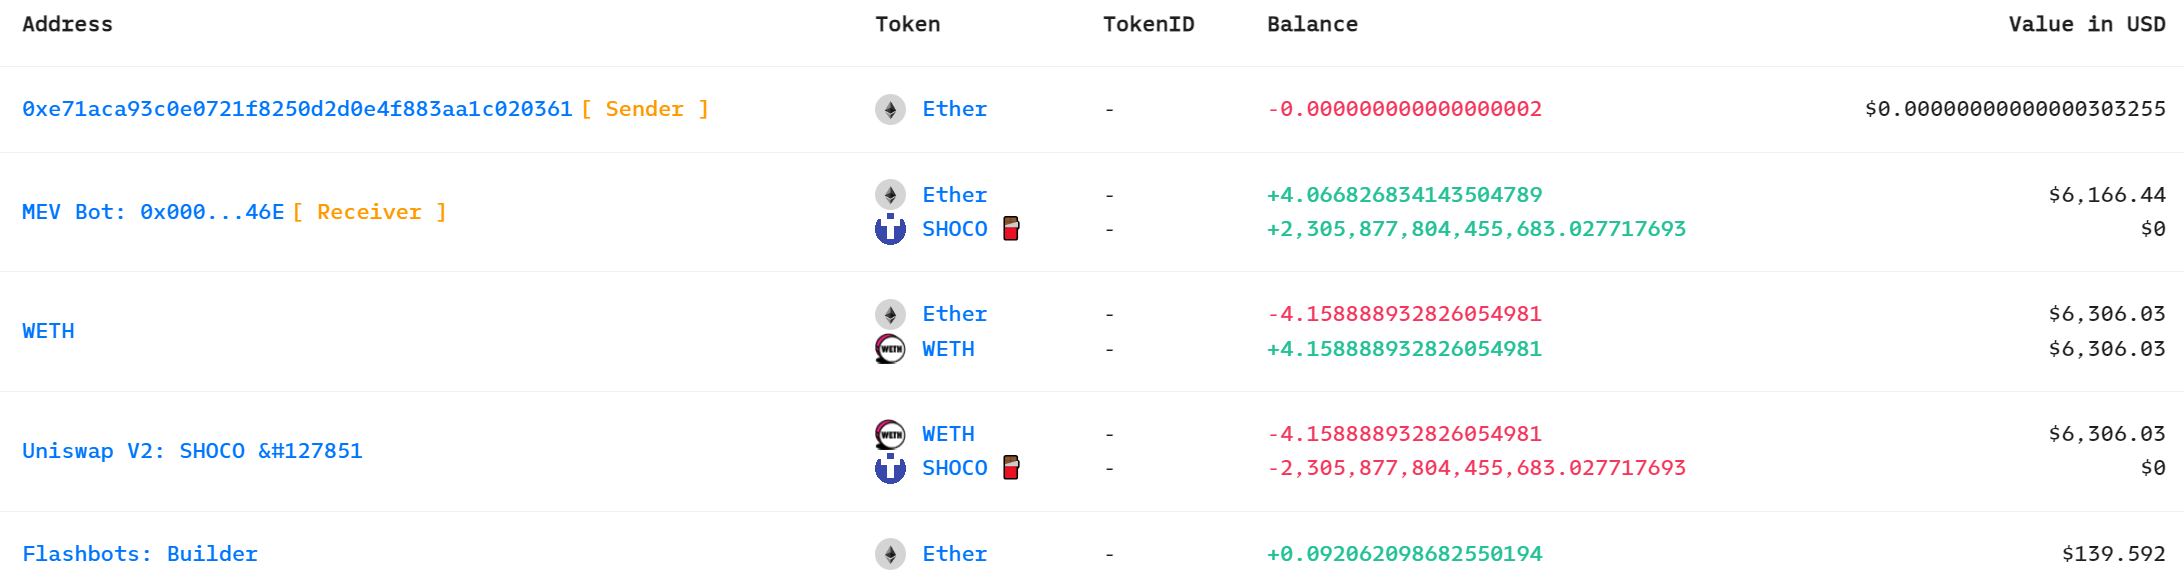 Address Token TokenID Balance Value in USD
0xe71aca93c0e0721f8250d2d0e4f883aa1c020361 [ Sender ] Ether - -0.000000000000000002 $0.00000000000000303255
MEV Bot: 0x000...46E [ Receiver ] Ether - +4.066826834143504789 $6,166.44
SHOCO 🍫 - +2,305,877,804,455,683.027717693 $0
WETH Ether - -4.158888932826054981 $6,306.03
WETH WETH - +4.158888932826054981 $6,306.03
Uniswap V2: SHOCO &#127851 WETH WETH - -4.158888932826054981 $6,306.03
SHOCO 🍫 - -2,305,877,804,455,683.027717693 $0
Flashbots: Builder Ether - +0.092062098682550194 $139.592